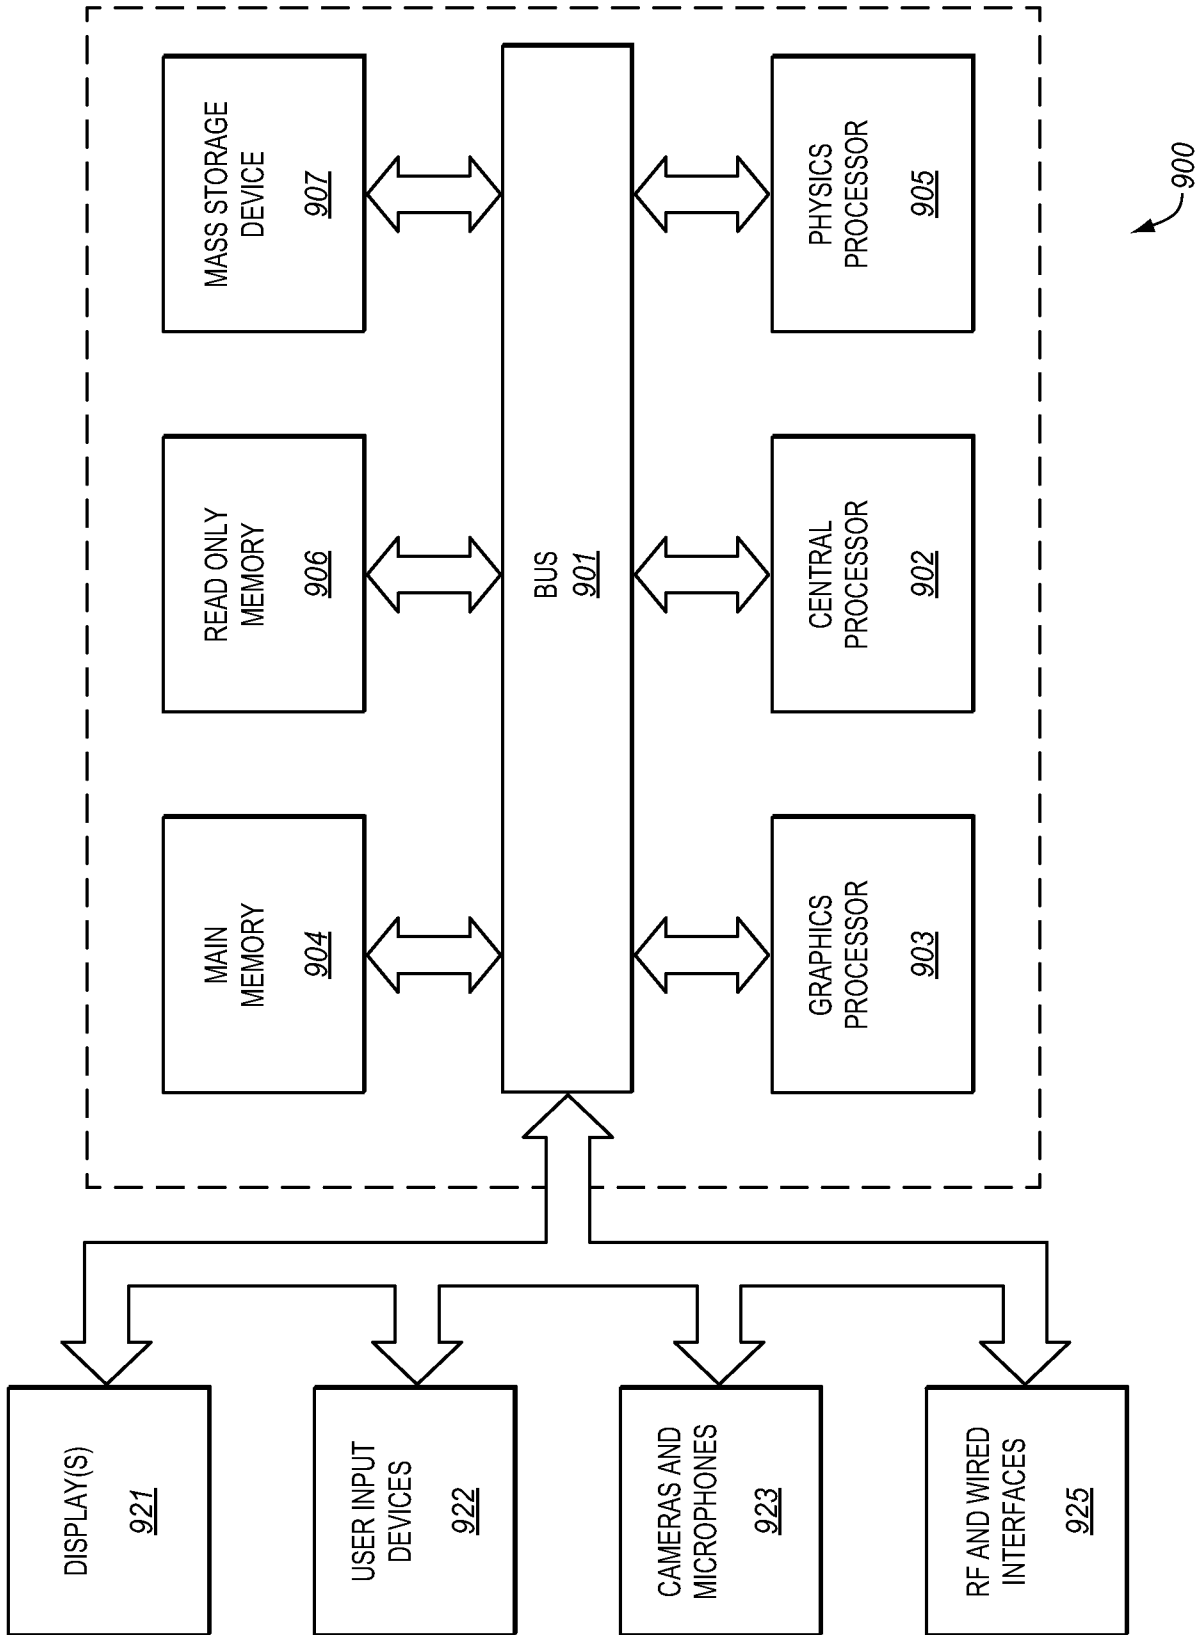 DISPLAY(S)
921
USER INPUT
DEVICES
922
CAMERAS AND
MICROPHONES
923
RF AND WIRED
INTERFACES
925
MAIN
MEMORY
904
READ ONLY
MEMORY
906
MASS STORAGE
DEVICE
907
BUS
901
GRAPHICS
PROCESSOR
903
CENTRAL
PROCESSOR
902
PHYSICS
PROCESSOR
905
900